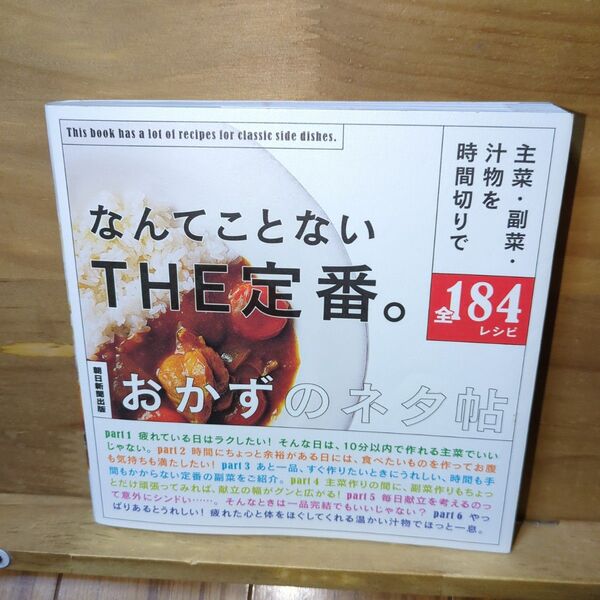 This book has a lot of recipes for classic side dishes.
主菜・副菜・
汁物を
時間切りで
なんてことない
THE定番。
全184
レシピ
朝日新聞出版
おかずのネタ帖
part 1 疲れている日はラクしたい！そんな日は、10分以内で作れる主菜でいい
じゃない。part 2 時間にちょっと余裕がある日には、食べたいものを作ってお腹
も気持ちも満たしたい！part 3 あと一品、すぐ作りたいときにうれしい、時間も手
間もかからない定番の副菜をご紹介。part 4 主菜作りの間に、副菜作りもちょっ
とだけ頑張ってみれば、献立の幅がグンと広がる！part 5 毎日献立を考えるのっ
て意外にシンドい……。そんなときは一品完結でもいいじゃない？part 6 やっ
ぱりあるとうれしい！疲れた心と体をほぐしてくれる温かい汁物でほっと一息。